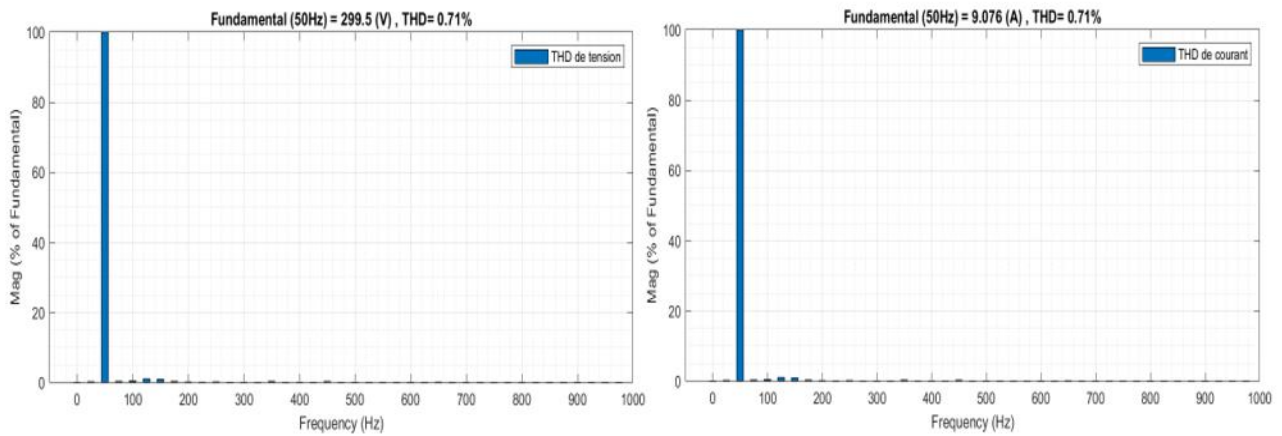 Fundamental (50Hz) = 299.5 (V) , THD= 0.71%
THD de tension
Mag (% of Fundamental)
100
80
60
40
20
0
0 100 200 300 400 500 600 700 800 900 1000
Frequency (Hz)
Fundamental (50Hz) = 9.076 (A) , THD= 0.71%
THD de courant
Mag (% of Fundamental)
100
80
60
40
20
0
0 100 200 300 400 500 600 700 800 900 1000
Frequency (Hz)